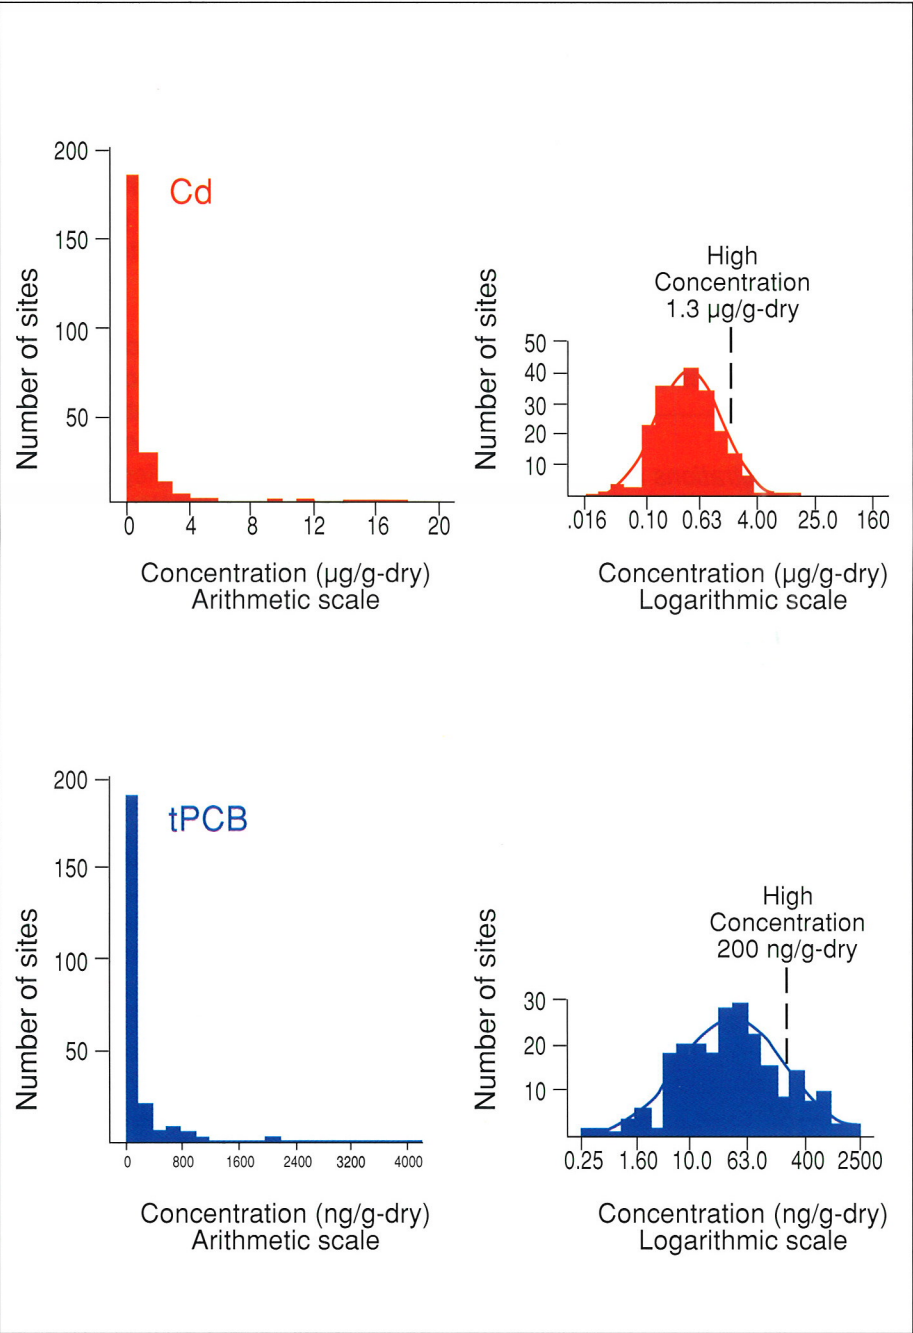 200
Cd
150
100
50
Number of sites
0 4 8 12 16 20
Concentration (µg/g-dry)
Arithmetic scale
High
Concentration
1.3 µg/g-dry
50
40
30
20
10
Number of sites
.016 0.10 0.63 4.00 25.0 160
Concentration (µg/g-dry)
Logarithmic scale
200
tPCB
150
100
50
Number of sites
0 800 1600 2400 3200 4000
Concentration (ng/g-dry)
Arithmetic scale
High
Concentration
200 ng/g-dry
30
20
10
Number of sites
0.25 1.60 10.0 63.0 400 2500
Concentration (ng/g-dry)
Logarithmic scale